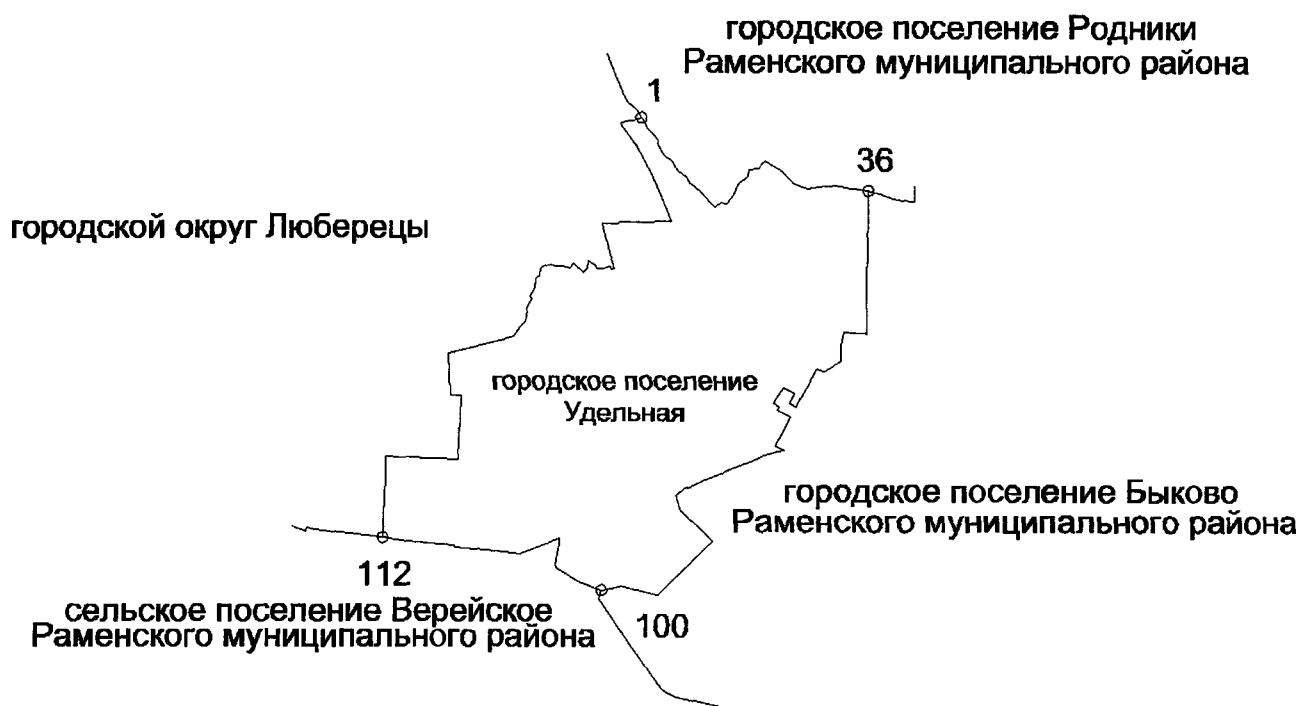 городское поселение Родники
Раменского муниципального района
1
36
городской округ Люберецы
городское поселение
Удельная
городское поселение Быково
Раменского муниципального района
112
сельское поселение Верейское
Раменского муниципального района
100